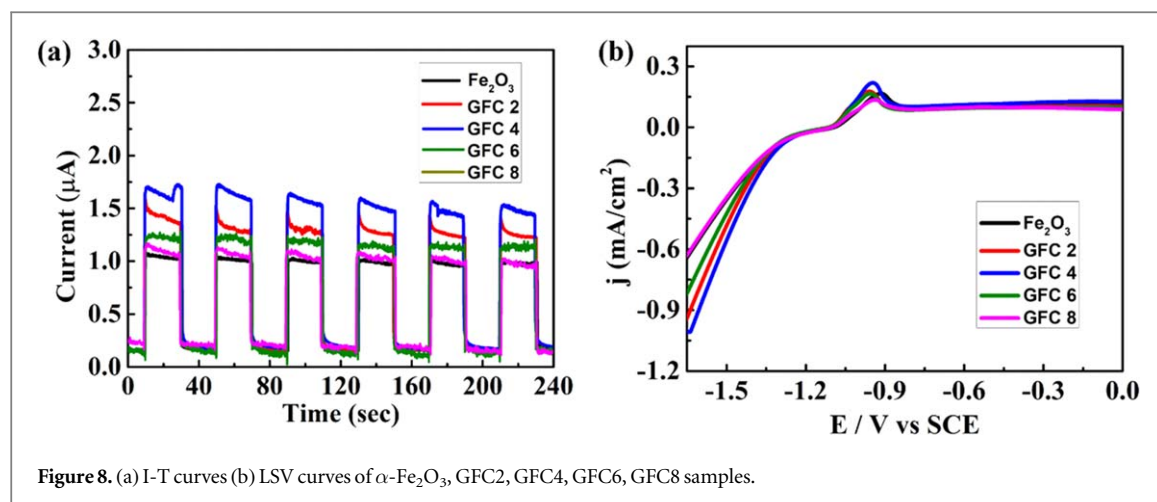 (a)
3.0
2.5
2.0
1.5
1.0
0.5
0.0
Current (μA)
Fe₂O₃
GFC 2
GFC 4
GFC 6
GFC 8
0 40 80 120 160 200 240
Time (sec)
(b)
0.3
0.0
-0.3
-0.6
-0.9
-1.2
j (mA/cm²)
Fe₂O₃
GFC 2
GFC 4
GFC 6
GFC 8
-1.5 -1.2 -0.9 -0.6 -0.3 0.0
E / V vs SCE
Figure 8. (a) I-T curves (b) LSV curves of α-Fe₂O₃, GFC2, GFC4, GFC6, GFC8 samples.